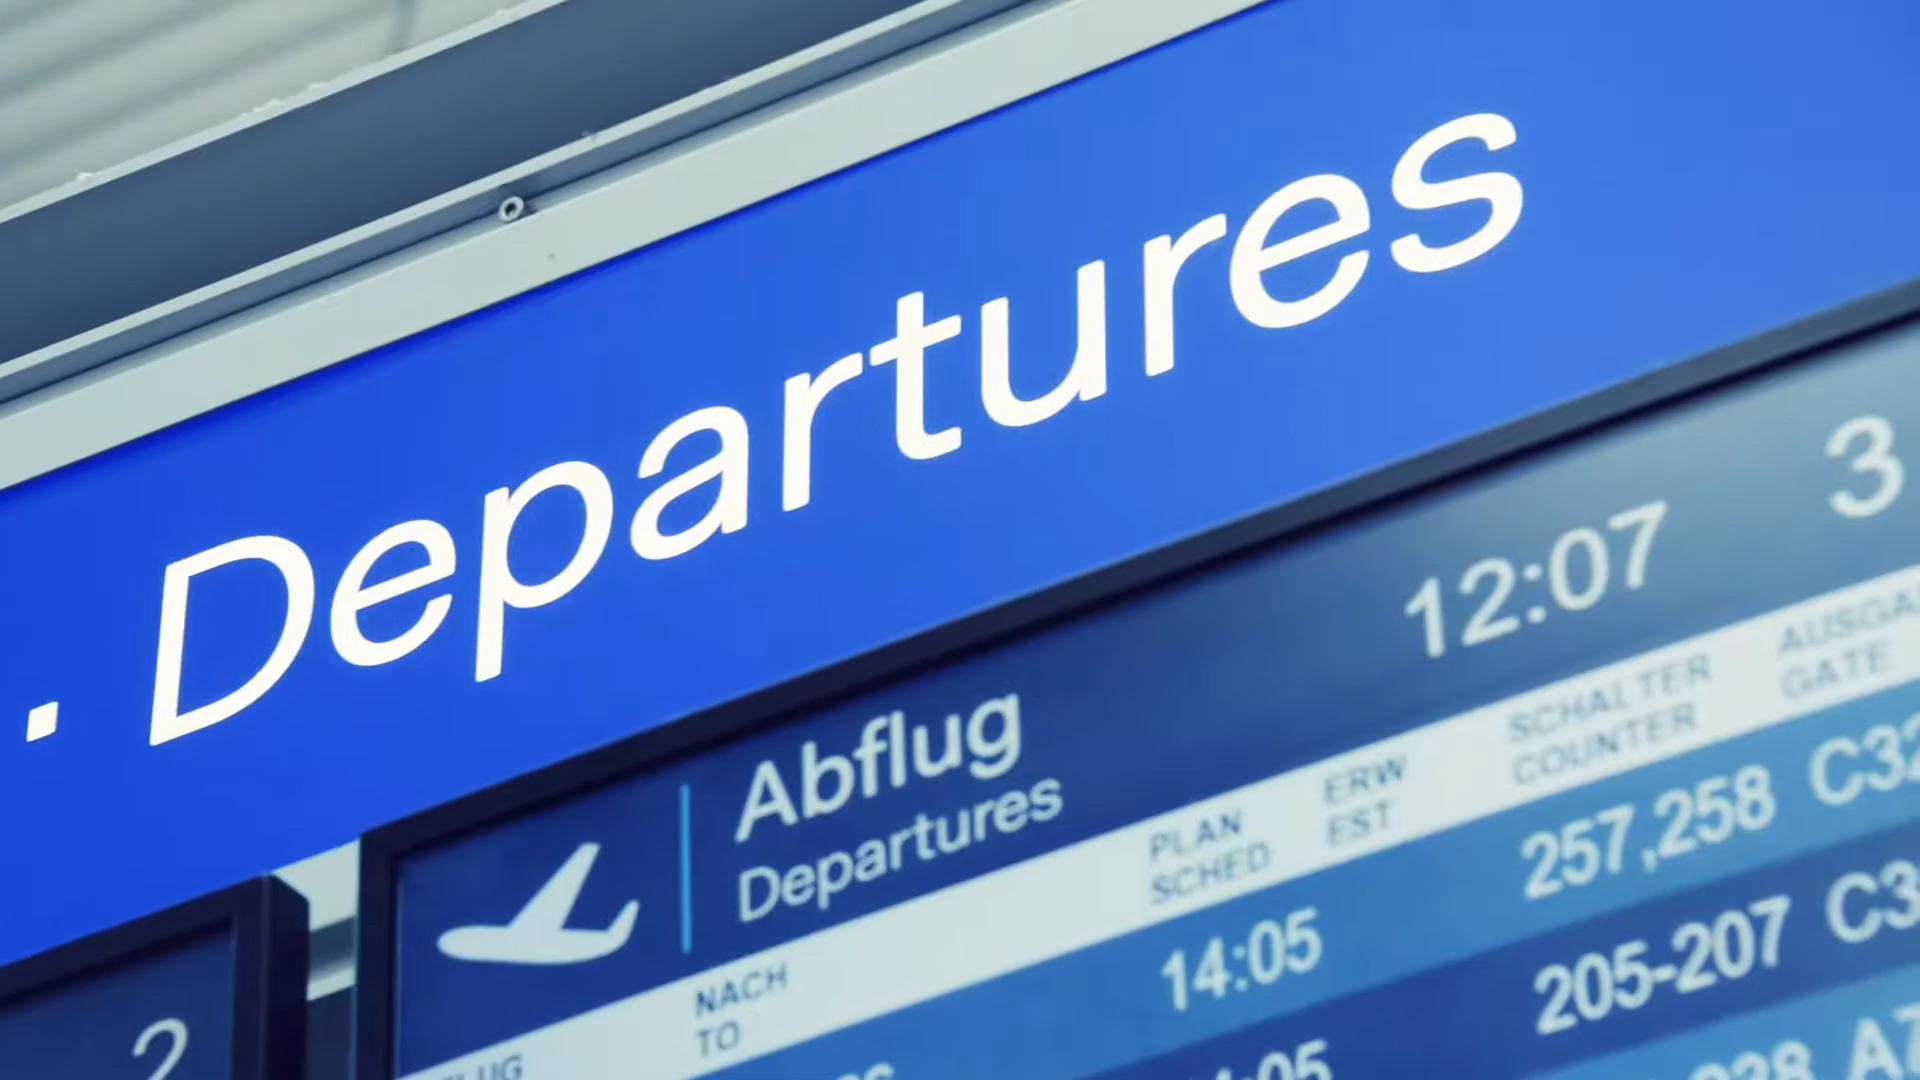 . Departures
12:07
3
Abflug
Departures
PLAN
SCHED
ERW
EST
SCHALTER
COUNTER
GATE
NACH
TO
14:05
257,258
205-207
2